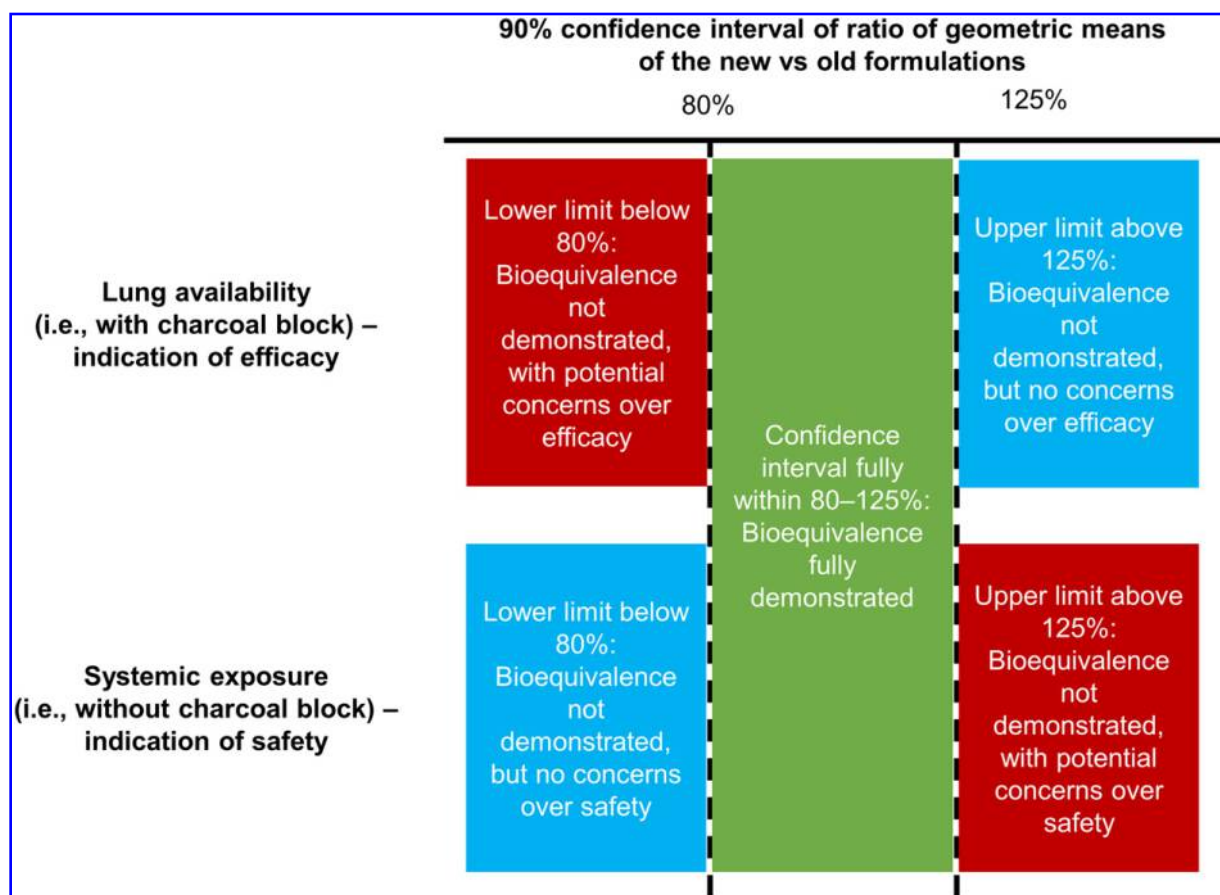 90% confidence interval of ratio of geometric means
of the new vs old formulations
80%
125%
Lung availability
(i.e., with charcoal block) –
indication of efficacy
Lower limit below
80%:
Bioequivalence
not
demonstrated,
with potential
concerns over
efficacy
Confidence
interval fully
within 80–125%:
Bioequivalence
fully
demonstrated
Upper limit above
125%:
Bioequivalence
not
demonstrated,
but no concerns
over efficacy
Systemic exposure
(i.e., without charcoal block) –
indication of safety
Lower limit below
80%:
Bioequivalence
not
demonstrated,
but no concerns
over safety
Upper limit above
125%:
Bioequivalence
not
demonstrated,
with potential
concerns over
safety